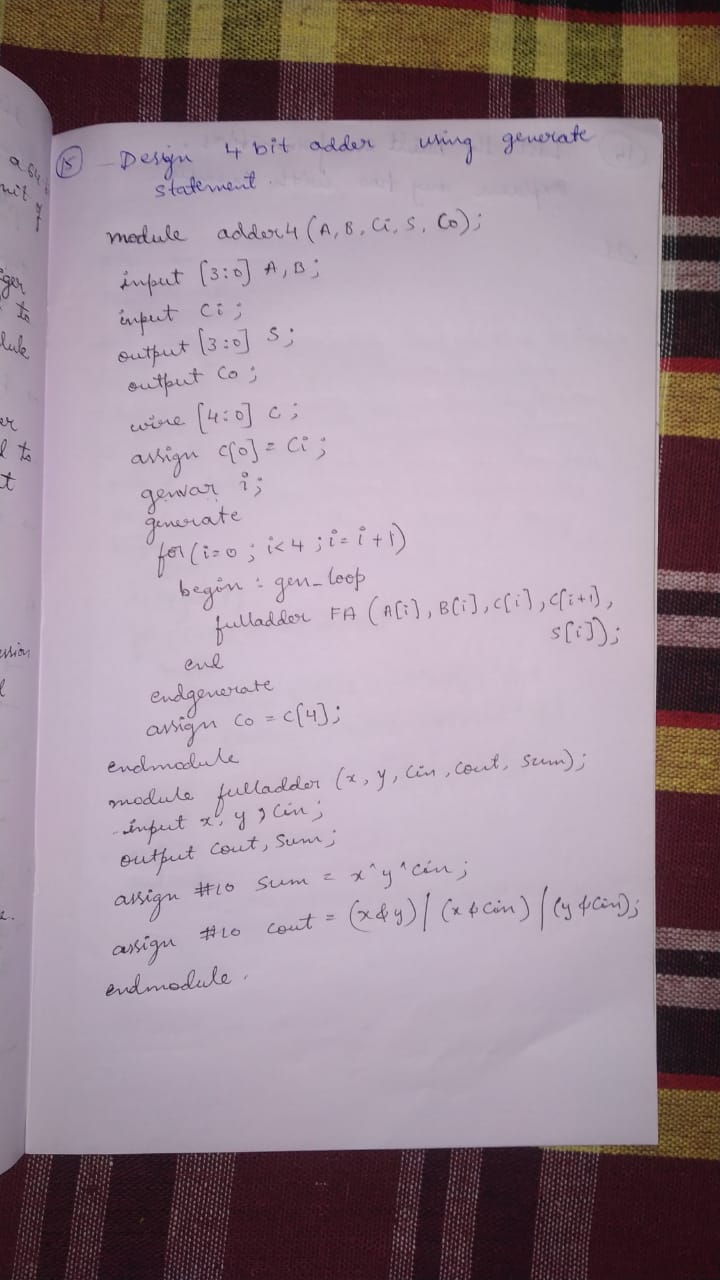 a 64
ger
to
dule
er
l to
t
ssion
15 Design 4 bit adder using generate
statement.
module adder4 (A, B, Ci, S, Co);
input [3:0] A, B;
input Ci;
output [3:0] S;
output Co;
wire [4:0] C;
assign C[0] = Ci;
genvar i;
generate
for (i=0; i<4; i=i+1)
begin : gen_loop
fulladder FA (A[i], B[i], C[i], C[i+1],
S[i]);
end
endgenerate
assign Co = C[4];
endmodule
module fulladder (x, y, cin, cout, sum);
input x, y, cin;
output cout, sum;
assign #10 sum = x^y^cin;
assign #10 cout = (x&y) | (x & cin) | (y & cin);
endmodule.